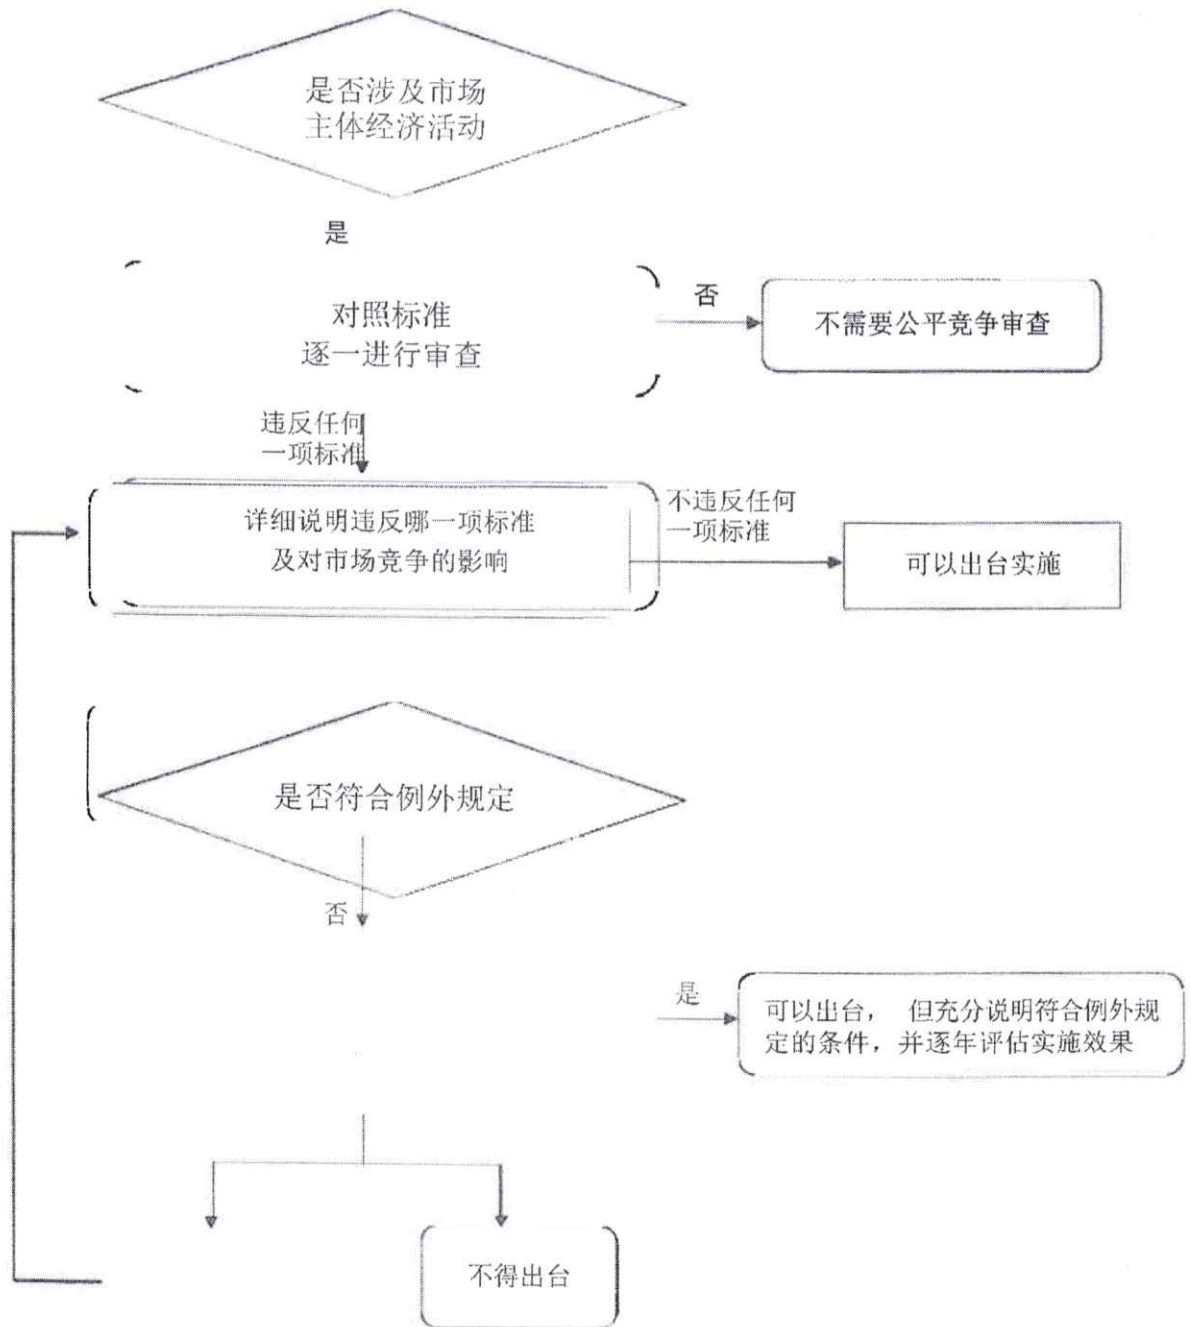 是否涉及市场
主体经济活动
是
对照标准
逐一进行审查
否
不需要公平竞争审查
违反任何
一项标准
详细说明违反哪一项标准
及对市场竞争的影响
不违反任何
一项标准
可以出台实施
是否符合例外规定
否
是
可以出台， 但充分说明符合例外规
定的条件，并逐年评估实施效果
不得出台